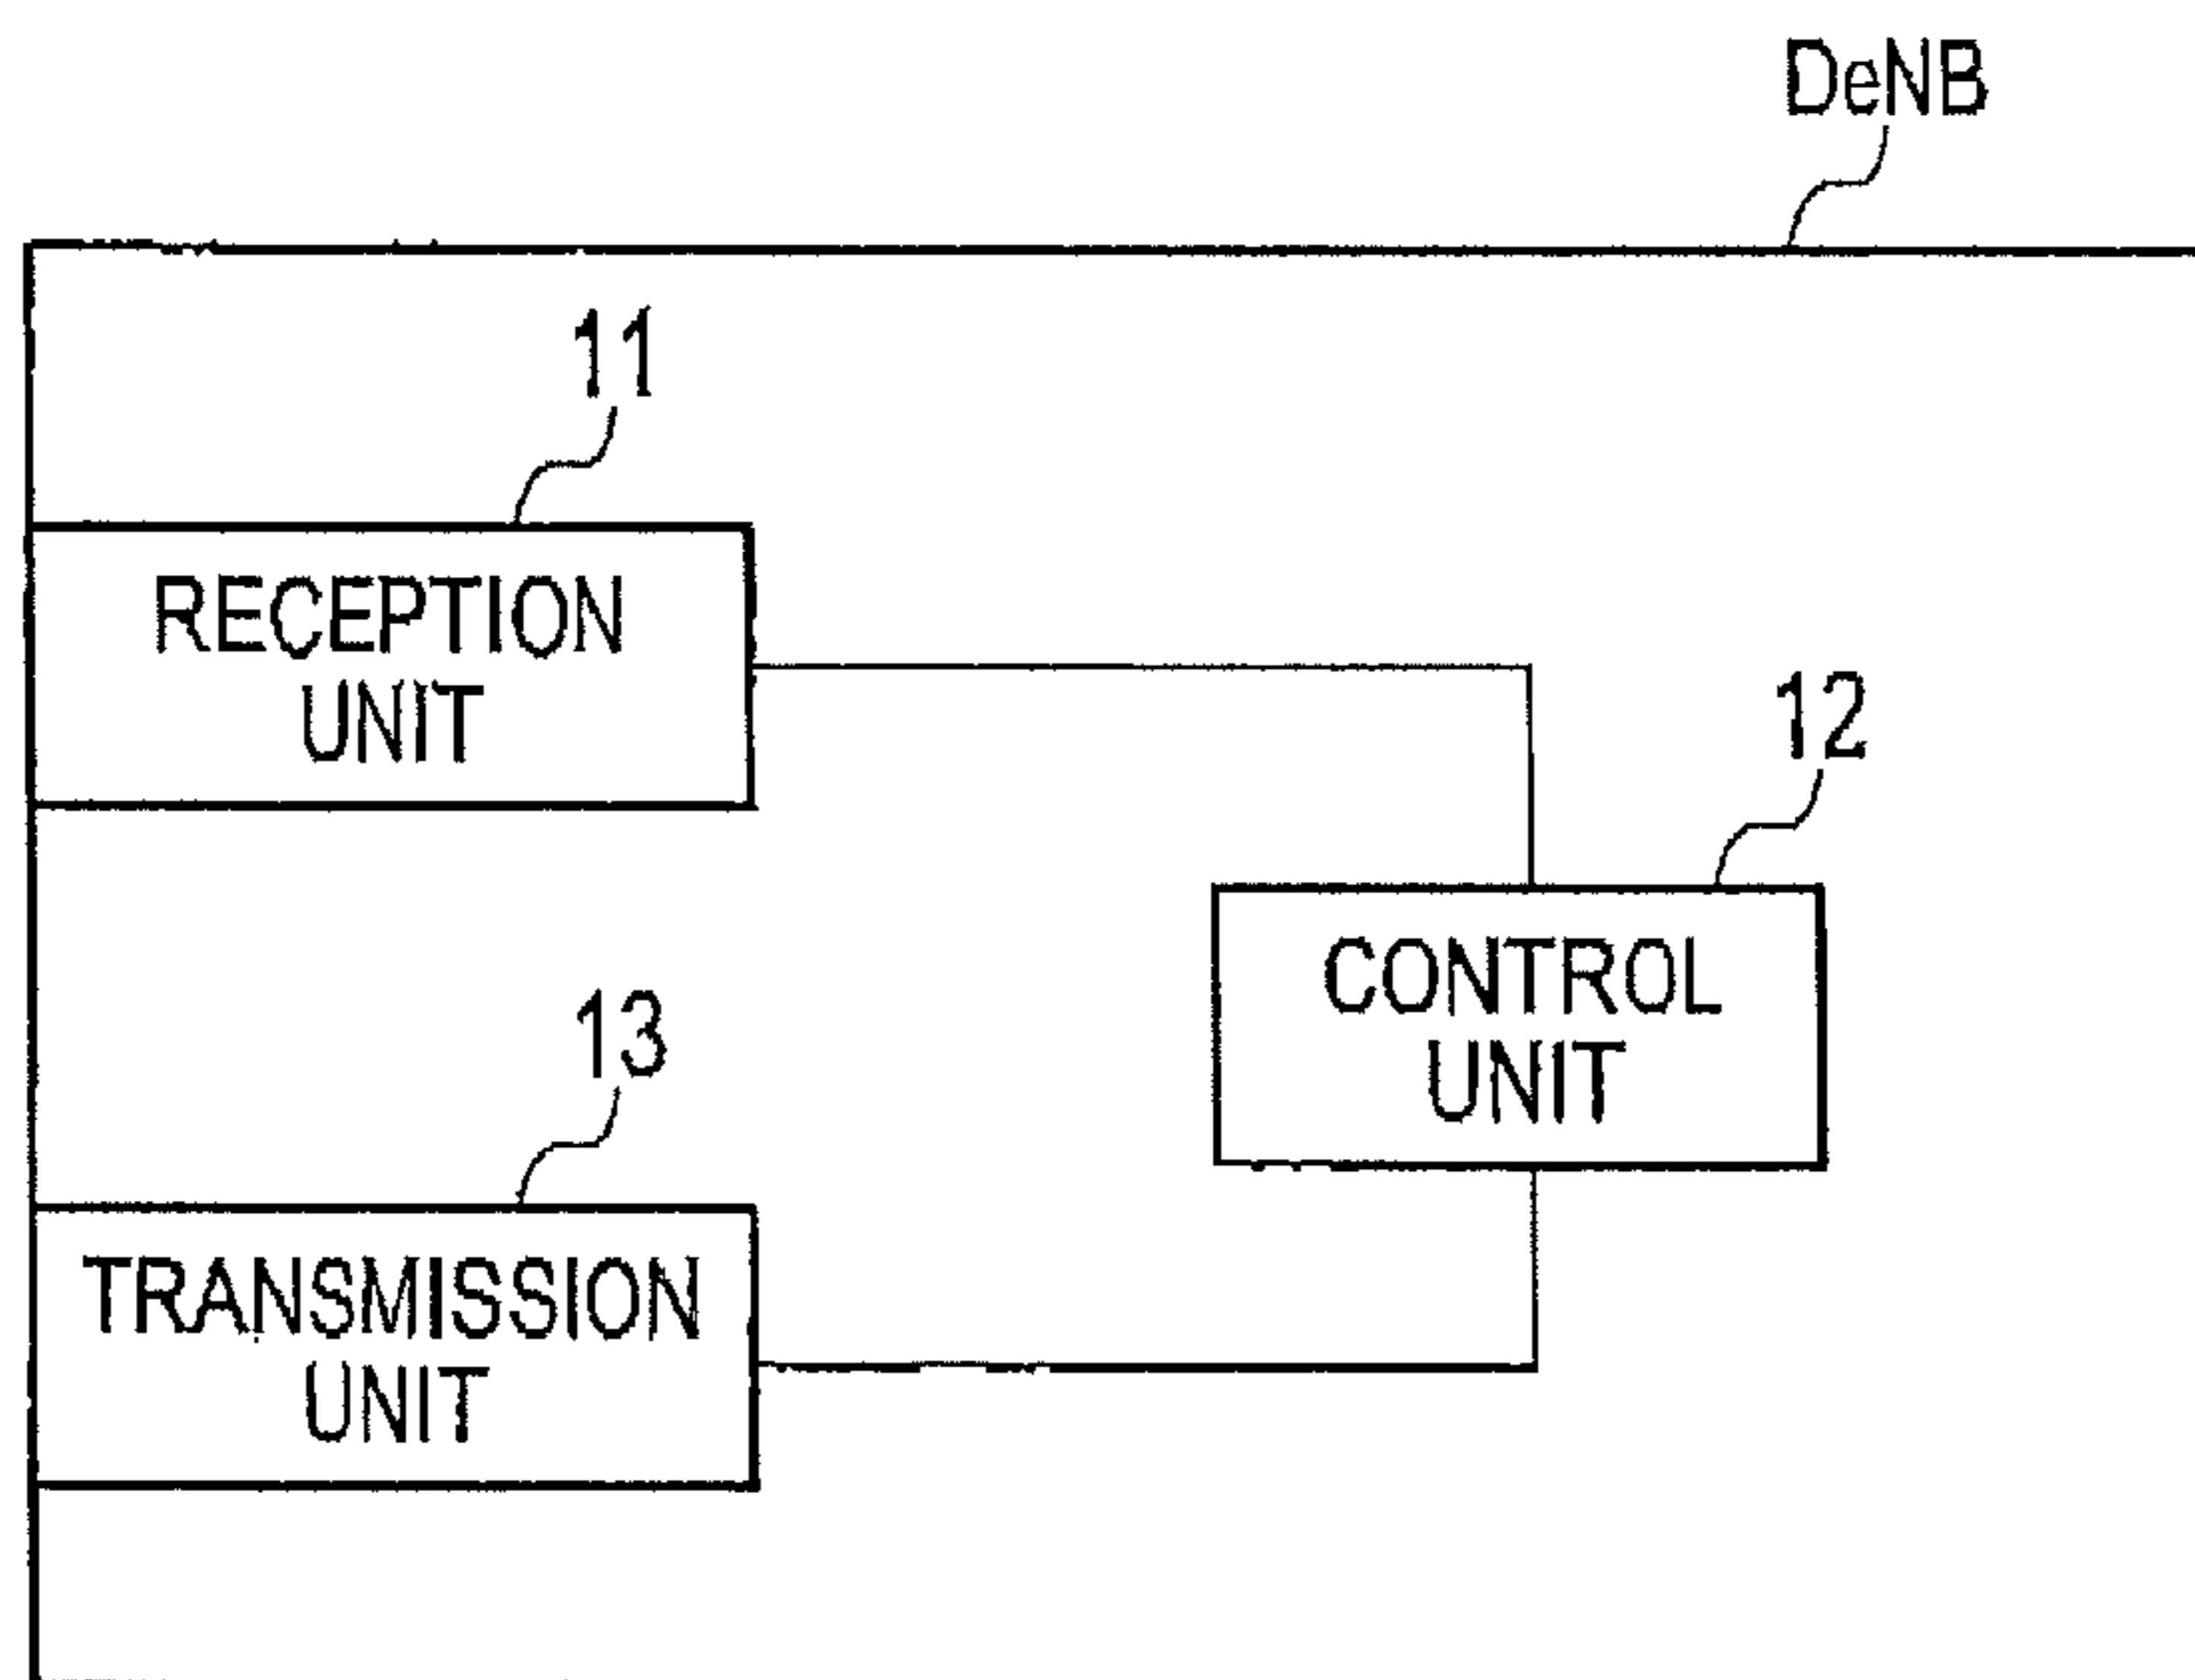 DeNB
11
RECEPTION
UNIT
12
CONTROL
UNIT
13
TRANSMISSION
UNIT